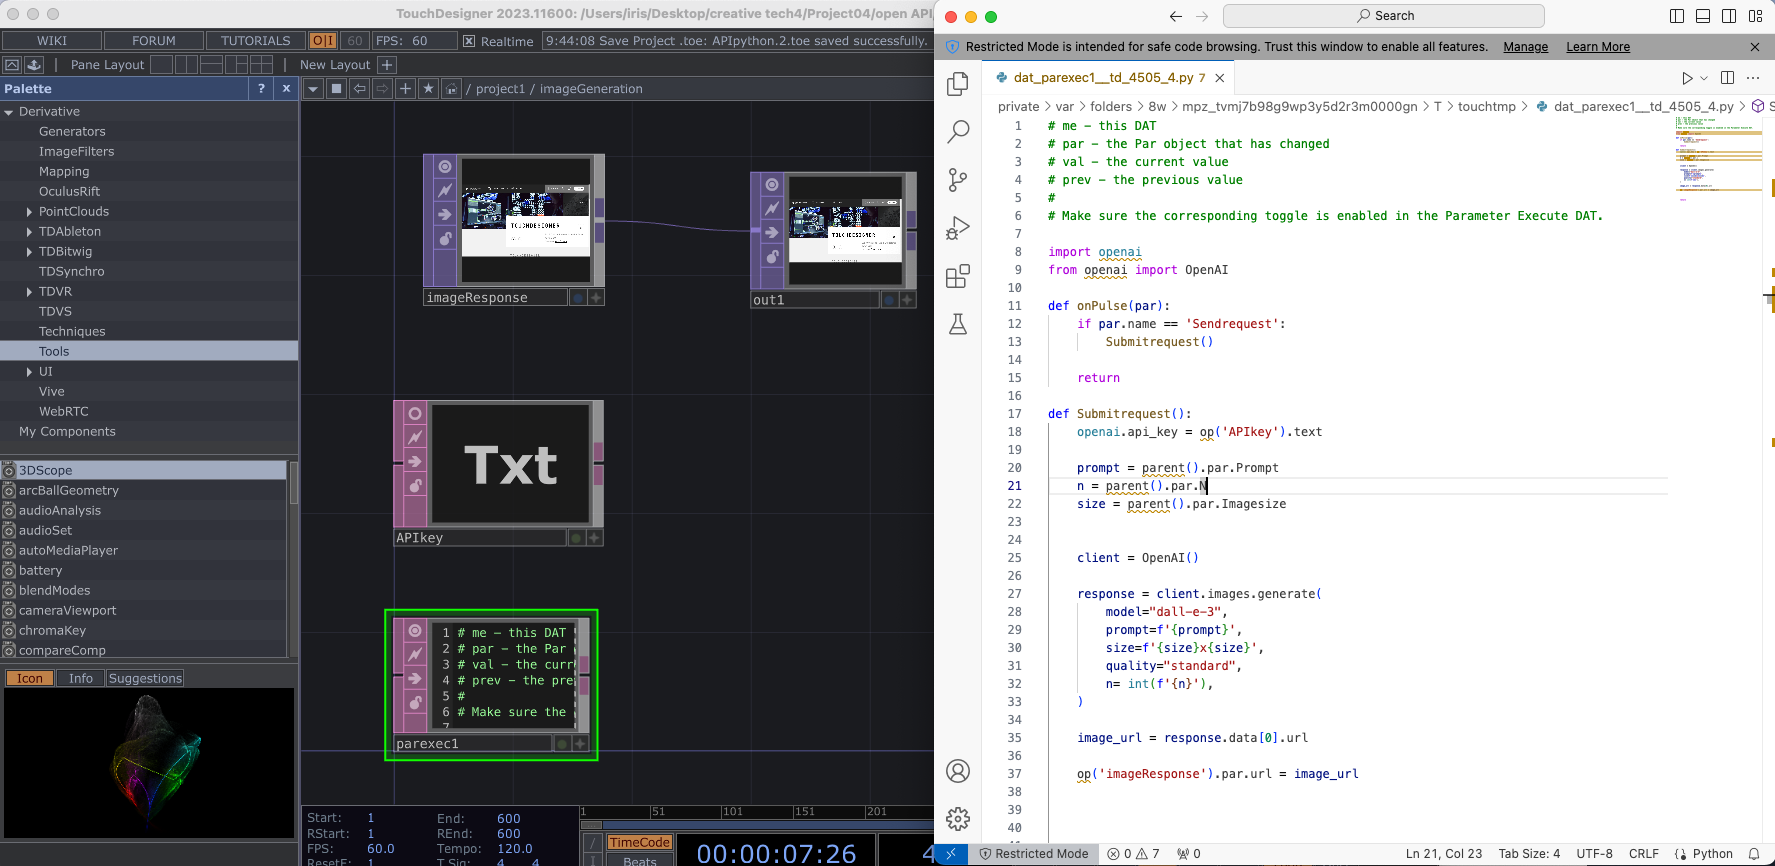 TouchDesigner 2023.11600: /Users/iris/Desktop/creative tech4/Project04/open API/
WIKI FORUM TUTORIALS O|I 60 FPS: 60 Realtime 9:44:08 Save Project .toe: APIpython.2.toe saved successfully.
Pane Layout New Layout
Palette ? x
/ project1 / imageGeneration
Derivative
Generators
ImageFilters
Mapping
OculusRift
PointClouds
TDAbleton
TDBitwig
TDSynchro
TDVR
TDVS
Techniques
Tools
UI
Vive
WebRTC
My Components
3DScope
arcBallGeometry
audioAnalysis
audioSet
autoMediaPlayer
battery
blendModes
cameraViewport
chromaKey
compareComp
Icon Info Suggestions
TOUCHDESIGNER
imageResponse
TOUCHDESIGNER
out1
Txt
APIkey
1 # me - this DAT
2 # par - the Par
3 # val - the curr
4 # prev - the pre
5 #
6 # Make sure the
7
parexec1
Start: 1 End: 600
RStart: 1 REnd: 600
FPS: 60.0 Tempo: 120.0
ResetF: 1 T Sig: 4 4
1 51 101 151 201
TimeCode
Beats
00:00:07:26
Search
Restricted Mode is intended for safe code browsing. Trust this window to enable all features. Manage Learn More
dat_parexec1__td_4505_4.py 7
private > var > folders > 8w > mpz_tvmj7b98g9wp3y5d2r3m0000gn > T > touchtmp > dat_parexec1__td_4505_4.py > S
1 # me - this DAT
2 # par - the Par object that has changed
3 # val - the current value
4 # prev - the previous value
5 #
6 # Make sure the corresponding toggle is enabled in the Parameter Execute DAT.
7
8 import openai
9 from openai import OpenAI
10
11 def onPulse(par):
12 if par.name == 'Sendrequest':
13 Submitrequest()
14
15 return
16
17 def Submitrequest():
18 openai.api_key = op('APIkey').text
19
20 prompt = parent().par.Prompt
21 n = parent().par.N
22 size = parent().par.Imagesize
23
24
25 client = OpenAI()
26
27 response = client.images.generate(
28 model="dall-e-3",
29 prompt=f'{prompt}',
30 size=f'{size}x{size}',
31 quality="standard",
32 n= int(f'{n}'),
33 )
34
35 image_url = response.data[0].url
36
37 op('imageResponse').par.url = image_url
38
39
40
Restricted Mode 0 7 0 Ln 21, Col 23 Tab Size: 4 UTF-8 CRLF Python